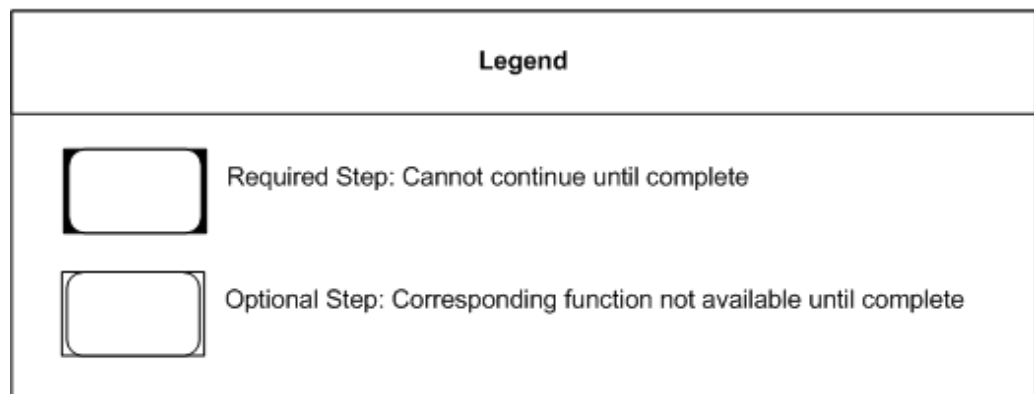 Legend
Required Step: Cannot continue until complete
Optional Step: Corresponding function not available until complete